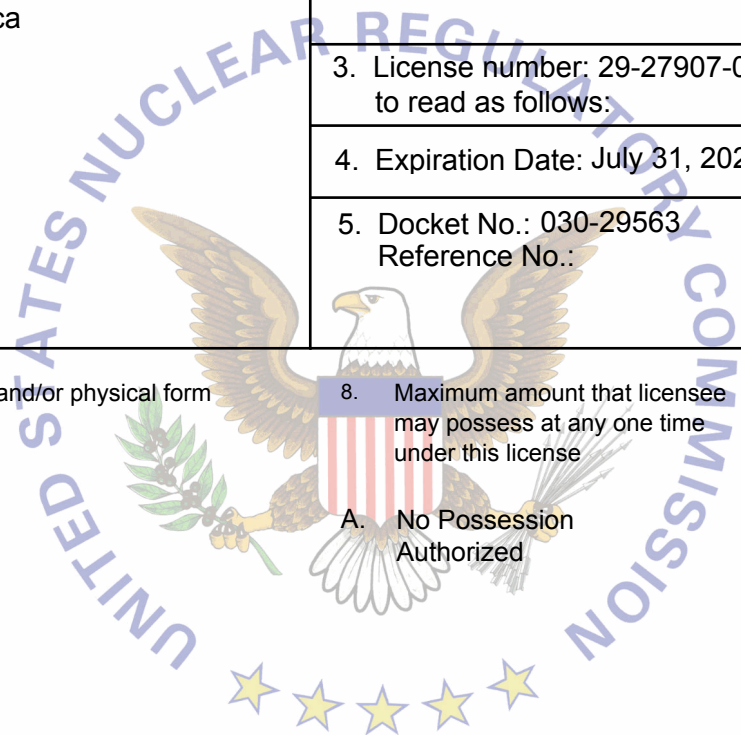 ca
3. License number: 29-27907-0
to read as follows:
4. Expiration Date: July 31, 202
5. Docket No.: 030-29563
Reference No.:
and/or physical form
8. Maximum amount that licensee
may possess at any one time
under this license
A. No Possession
Authorized
UNITED STATES NUCLEAR REGULATORY COMMISSION